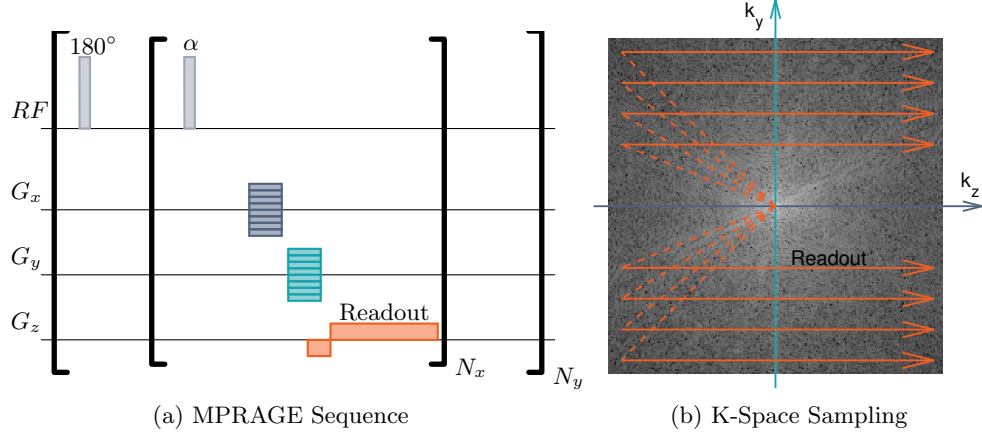 180°
α
RF
G_x
G_y
G_z
Readout
N_x
N_y
(a) MPRAGE Sequence
k_y
k_z
Readout
(b) K-Space Sampling